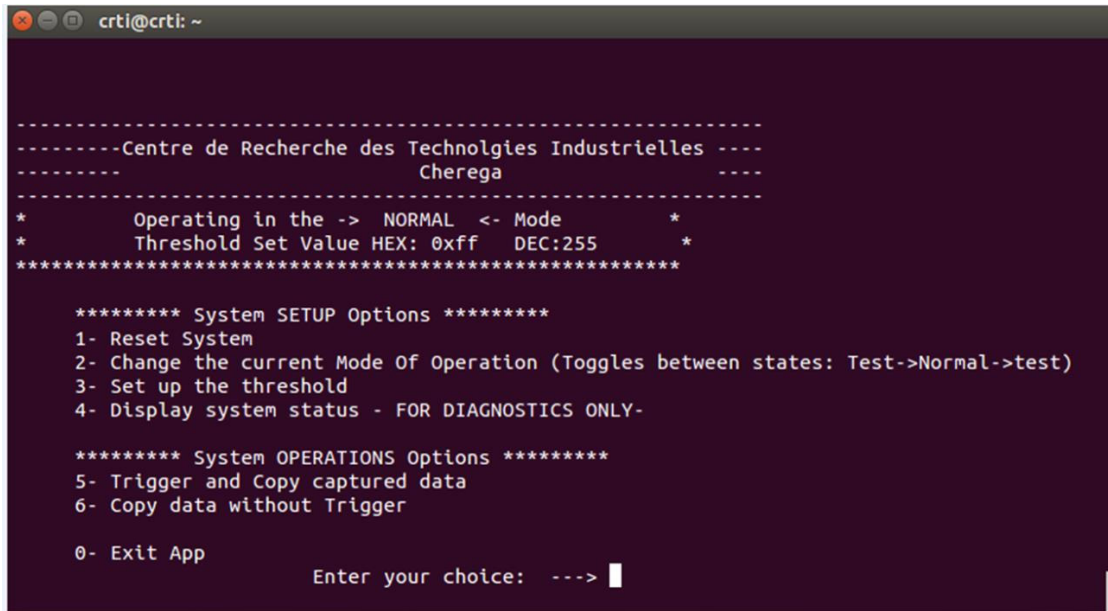 crti@crti: ~
---------------------------------------------------------------
---------Centre de Recherche des Technolgies Industrielles ----
---------                         Cherega                  ----
---------------------------------------------------------------
*         Operating in the ->  NORMAL  <- Mode         *
*         Threshold Set Value HEX: 0xff   DEC:255       *
********************************************************
********* System SETUP Options *********
1- Reset System
2- Change the current Mode Of Operation (Toggles between states: Test->Normal->test)
3- Set up the threshold
4- Display system status - FOR DIAGNOSTICS ONLY-
********* System OPERATIONS Options *********
5- Trigger and Copy captured data
6- Copy data without Trigger
0- Exit App
Enter your choice:  --->